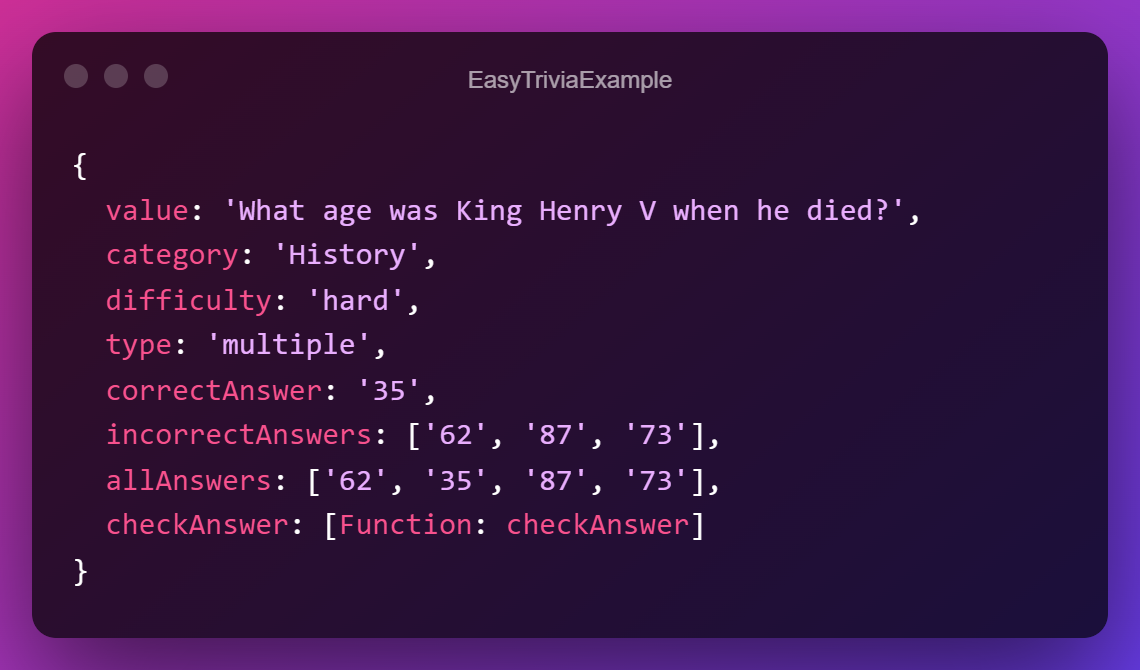 EasyTriviaExample
{
  value: 'What age was King Henry V when he died?',
  category: 'History',
  difficulty: 'hard',
  type: 'multiple',
  correctAnswer: '35',
  incorrectAnswers: ['62', '87', '73'],
  allAnswers: ['62', '35', '87', '73'],
  checkAnswer: [Function: checkAnswer]
}